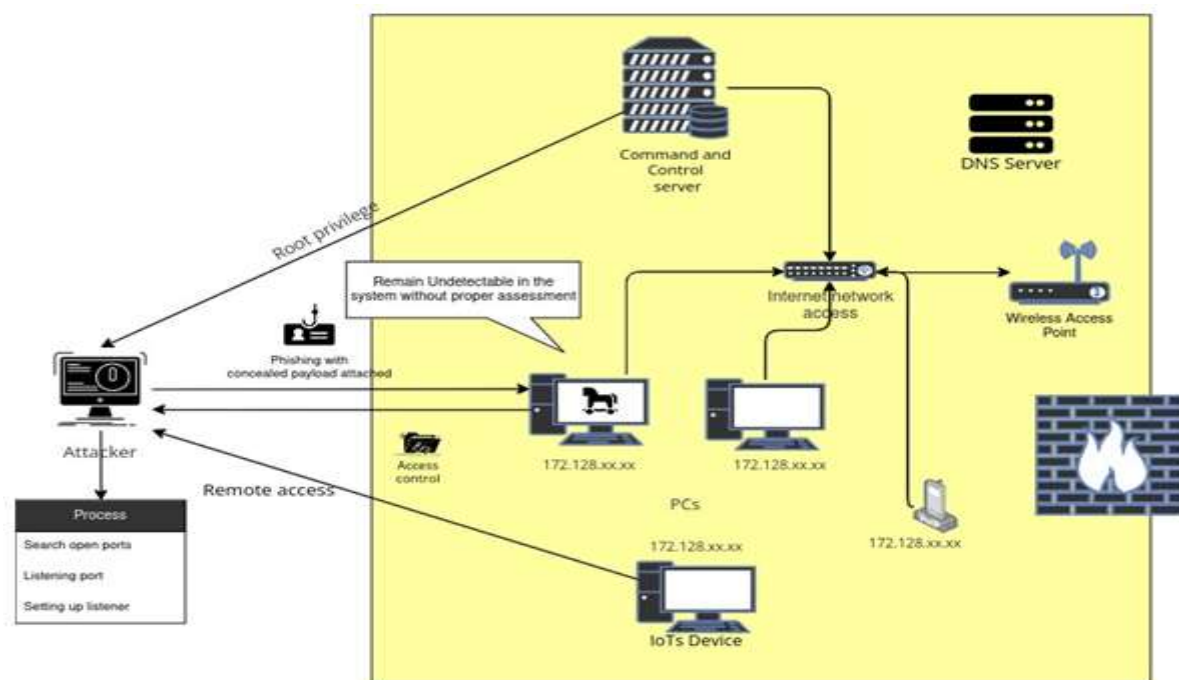 Command and
Control
server
DNS Server
Root privilege
Remain Undetectable in the
system without proper assessment
Internet network
access
Wireless Access
Point
Phishing with
concealed payload attached
Attacker
172.128.xx.xx
172.128.xx.xx
Access
control
Remote access
PCs
Process
Search open ports
Listening port
Setting up listener
172.128.xx.xx
172.128.xx.xx
IoTs Device